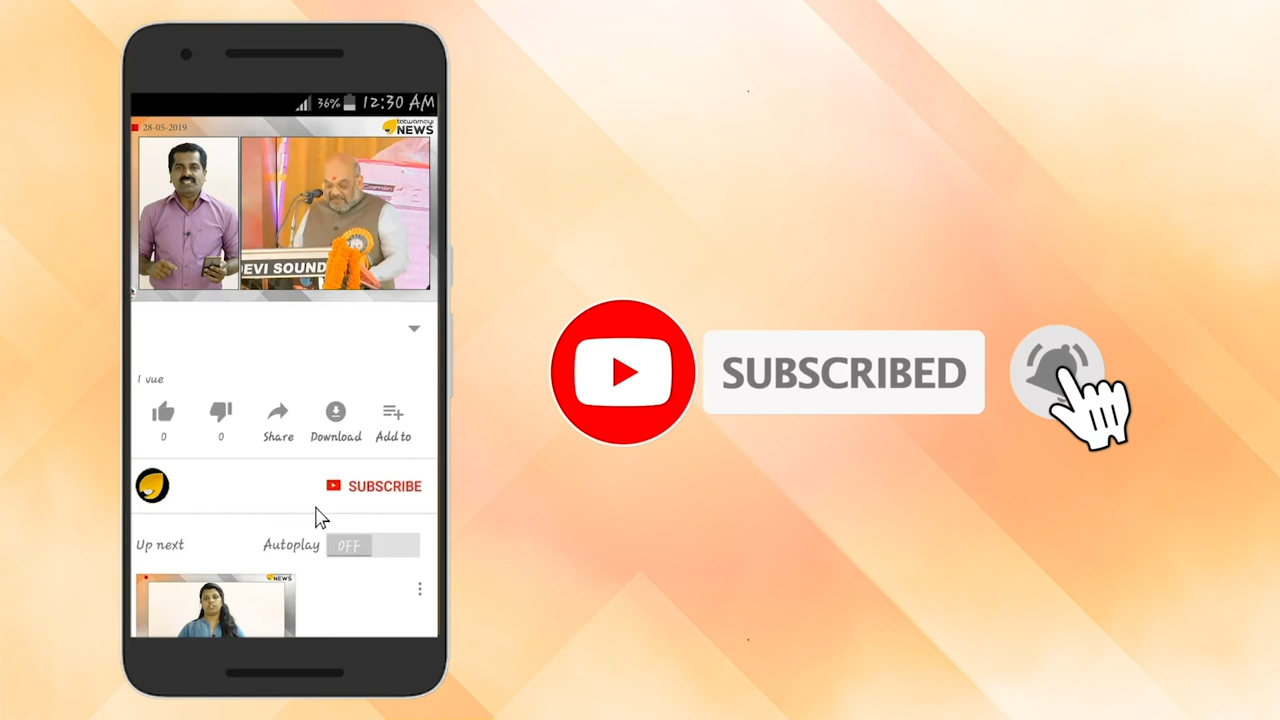 36% 12:30 AM
28-05-2019
tatwamayi
NEWS
DEVI SOUND
1 vue
0 0 Share Download Add to
SUBSCRIBE
Up next Autoplay OFF
NEWS
SUBSCRIBED